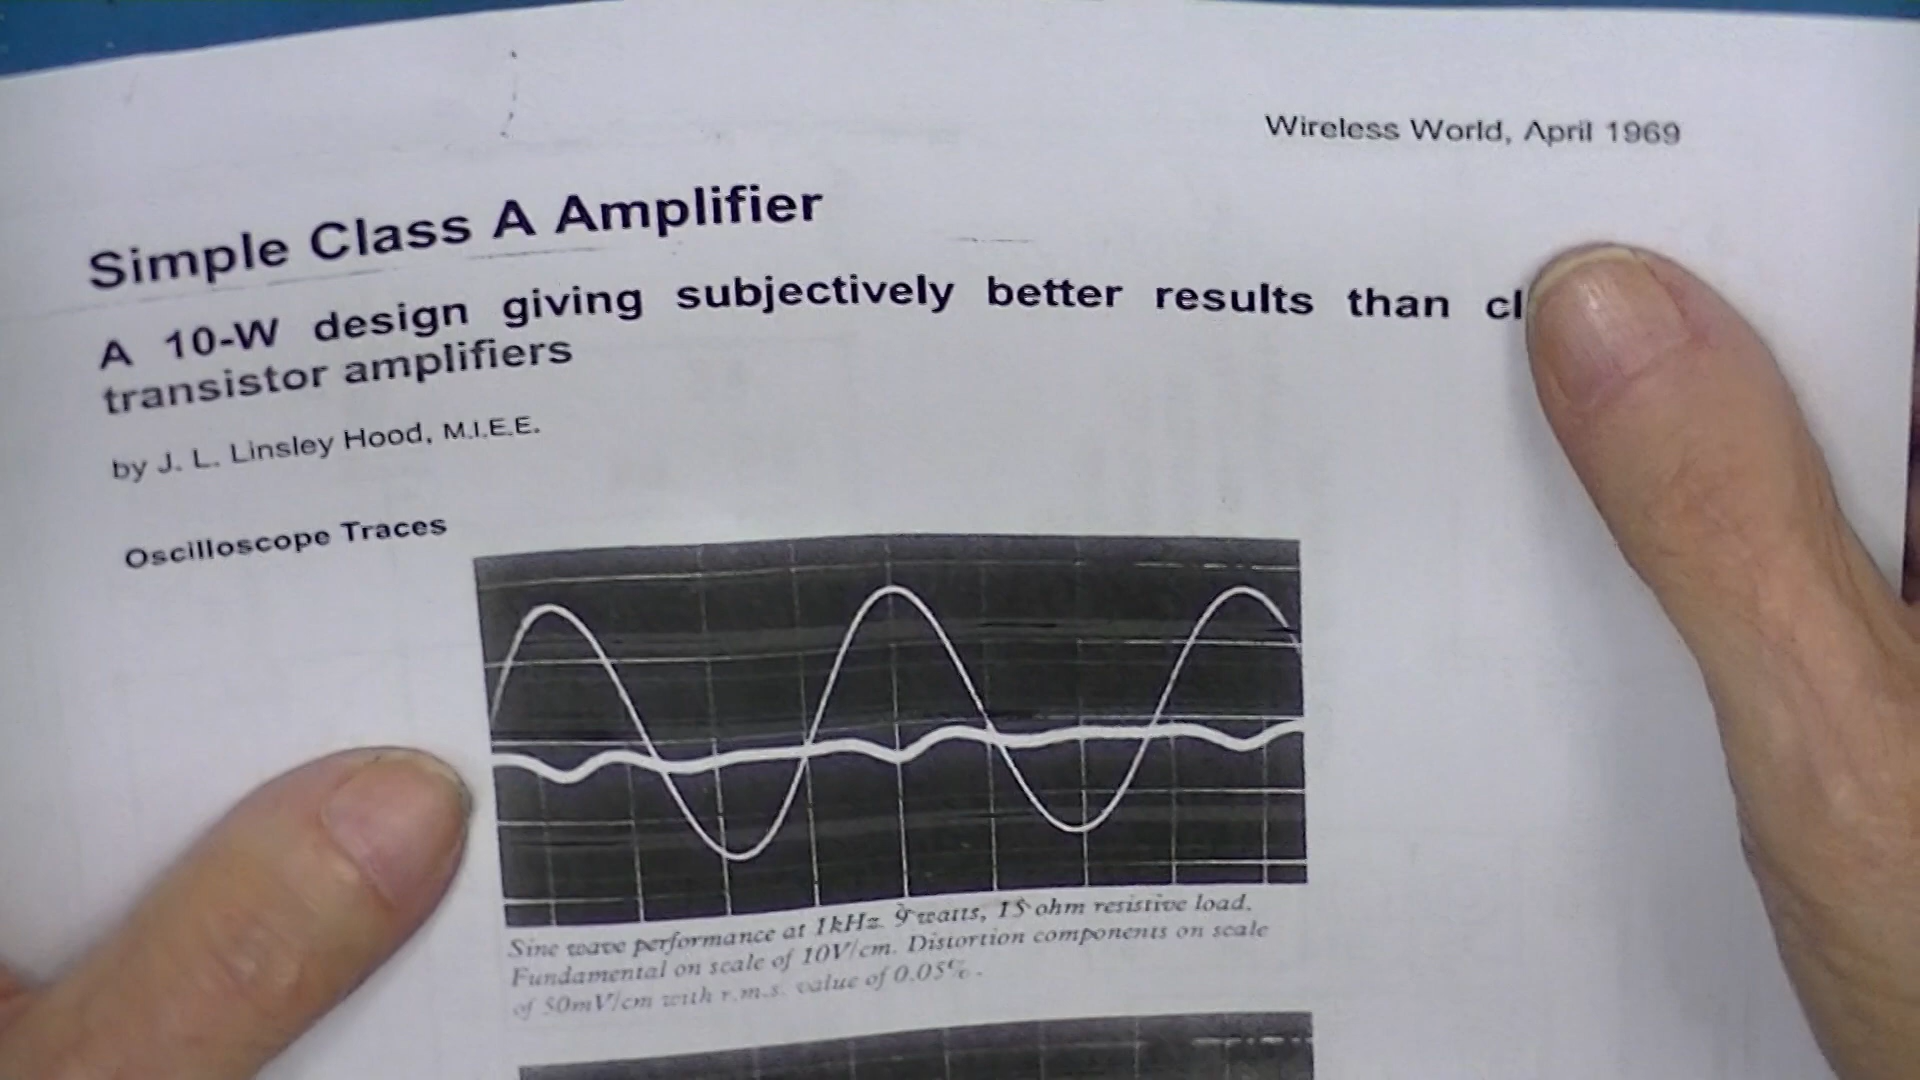 Wireless World, April 1969
Simple Class A Amplifier
A 10-W design giving subjectively better results than cl
transistor amplifiers
by J. L. Linsley Hood, M.I.E.E.
Oscilloscope Traces
Sine wave performance at 1kHz. 9 watts, 15 ohm resistive load.
Fundamental on scale of 10V/cm. Distortion components on scale
of 50mV/cm with r.m.s. value of 0.05%.